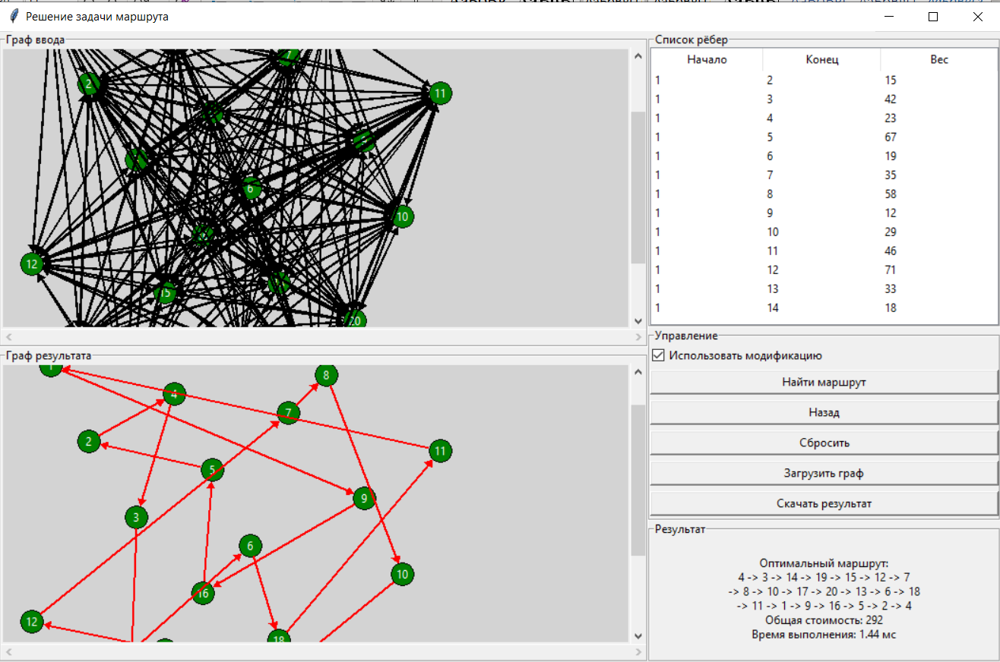 Решение задачи маршрута
Граф ввода
2
11
6
10
12
15
20
Список рёбер
Начало Конец Вес
1 2 15
1 3 42
1 4 23
1 5 67
1 6 19
1 7 35
1 8 58
1 9 12
1 10 29
1 11 46
1 12 71
1 13 33
1 14 18
Управление
Использовать модификацию
Найти маршрут
Назад
Сбросить
Загрузить граф
Скачать результат
Граф результата
1
8
4
7
2
11
5
9
3
6
10
16
12
18
Результат
Оптимальный маршрут:
4 -> 3 -> 14 -> 19 -> 15 -> 12 -> 7
-> 8 -> 10 -> 17 -> 20 -> 13 -> 6 -> 18
-> 11 -> 1 -> 9 -> 16 -> 5 -> 2 -> 4
Общая стоимость: 292
Время выполнения: 1.44 мс